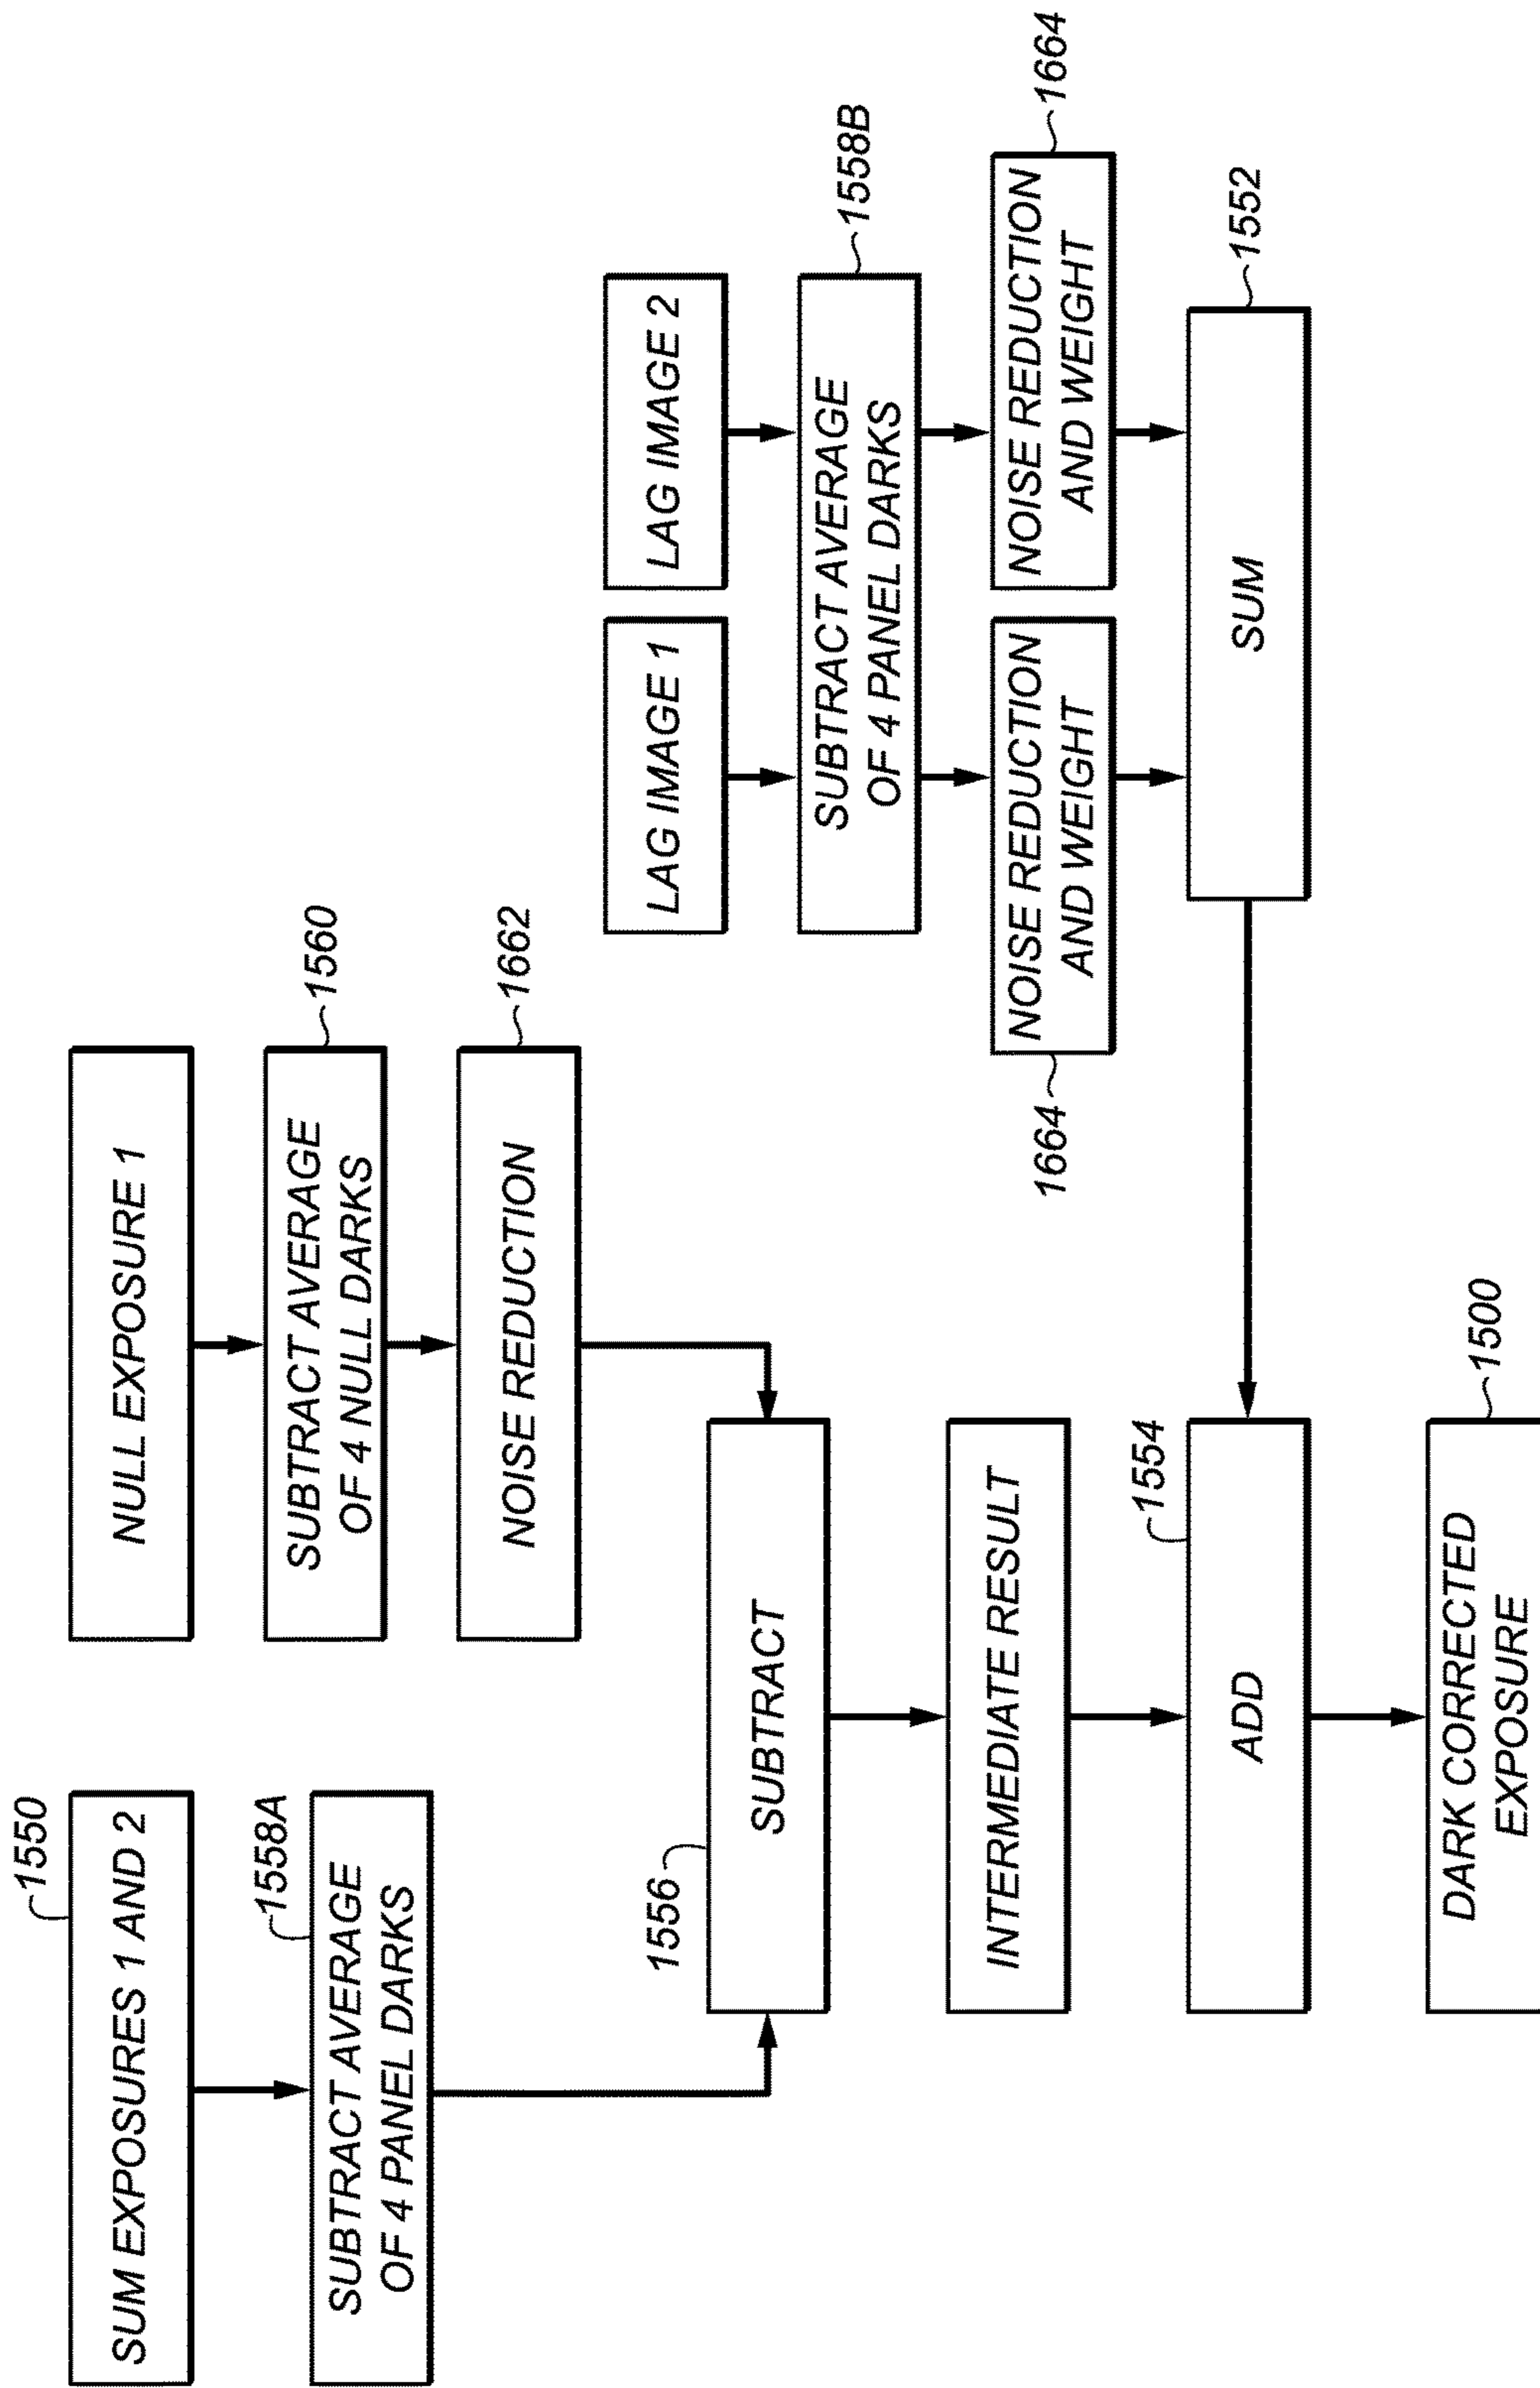 1550
SUM EXPOSURES 1 AND 2
1558A
SUBTRACT AVERAGE
OF 4 PANEL DARKS
NULL EXPOSURE 1
1560
SUBTRACT AVERAGE
OF 4 NULL DARKS
1662
NOISE REDUCTION
1556
SUBTRACT
INTERMEDIATE RESULT
1554
ADD
1500
DARK CORRECTED
EXPOSURE
LAG IMAGE 1
LAG IMAGE 2
1558B
SUBTRACT AVERAGE
OF 4 PANEL DARKS
1664
NOISE REDUCTION
AND WEIGHT
1664
NOISE REDUCTION
AND WEIGHT
1552
SUM